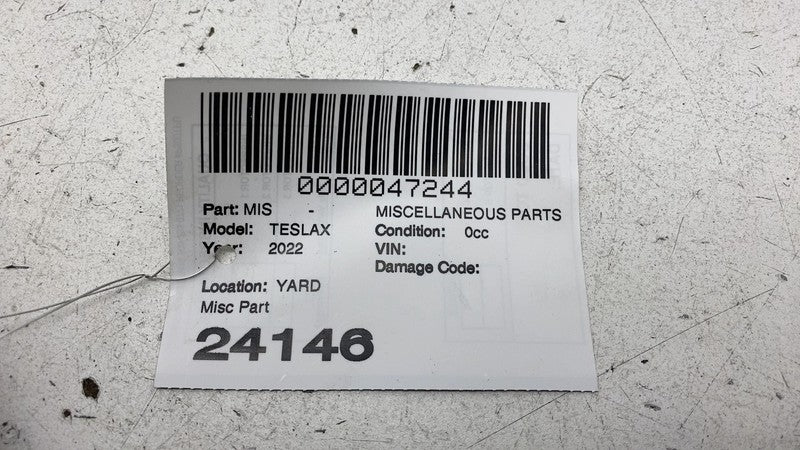 0000047244
Part: MIS - MISCELLANEOUS PARTS
Model: TESLAX Condition: 0cc
Year: 2022 VIN:
Damage Code:
Location: YARD
Misc Part
24146